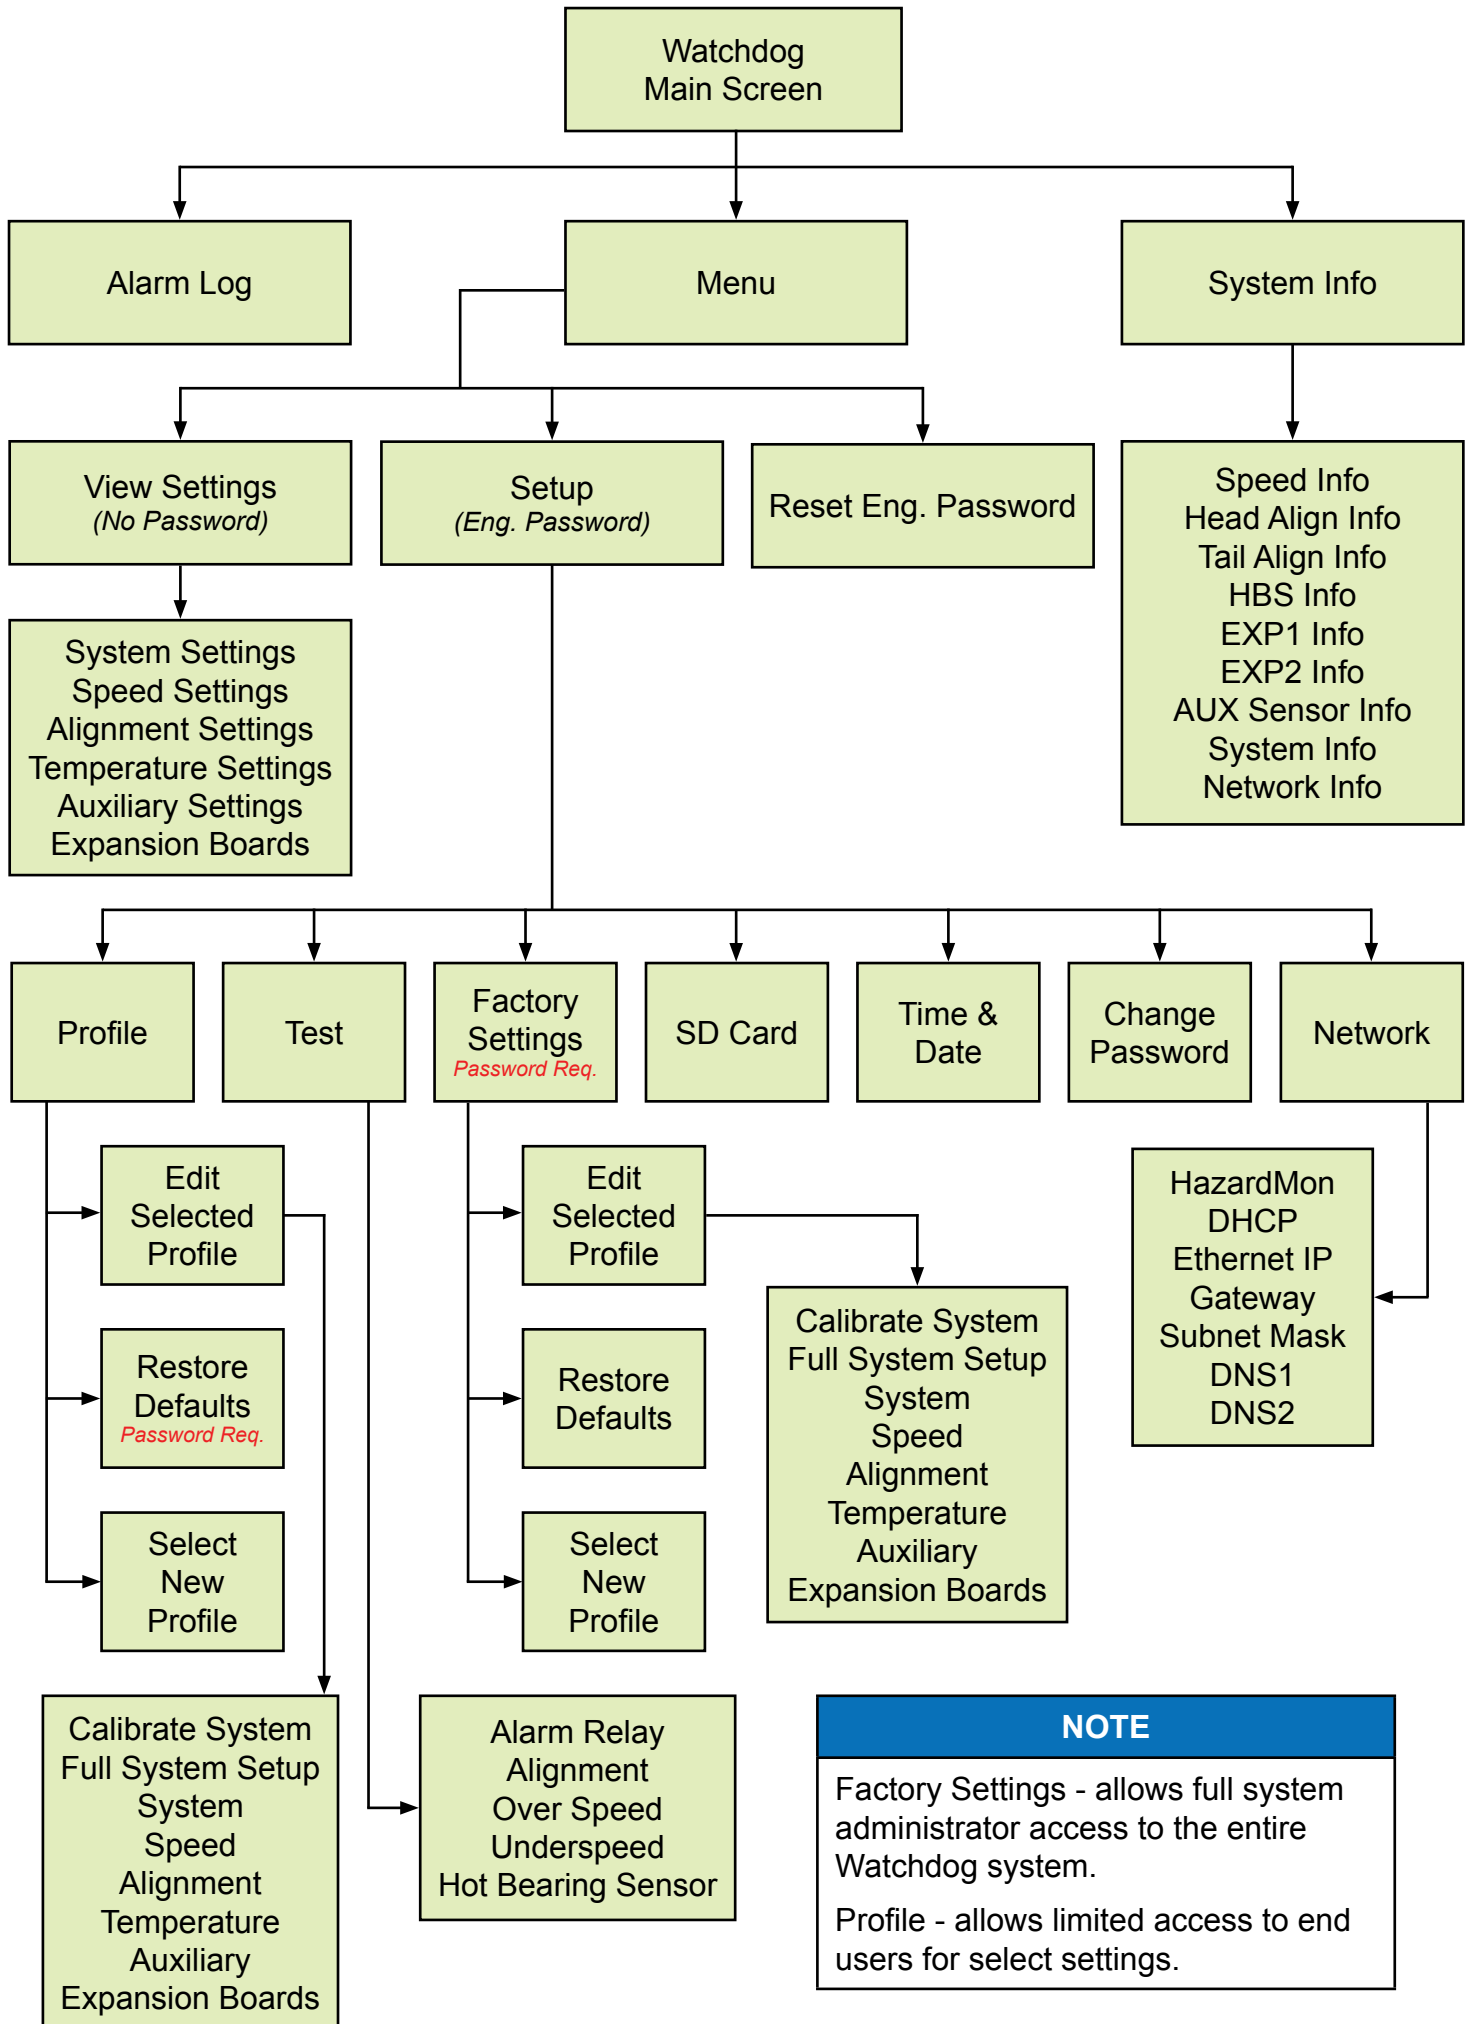 Watchdog
Main Screen
Alarm Log
Menu
System Info
View Settings
(No Password)
Setup
(Eng. Password)
Reset Eng. Password
Speed Info
Head Align Info
Tail Align Info
HBS Info
EXP1 Info
EXP2 Info
AUX Sensor Info
System Info
Network Info
System Settings
Speed Settings
Alignment Settings
Temperature Settings
Auxiliary Settings
Expansion Boards
Profile
Test
Factory
Settings
Password Req.
SD Card
Time &
Date
Change
Password
Network
Edit
Selected
Profile
Restore
Defaults
Password Req.
Select
New
Profile
Edit
Selected
Profile
Restore
Defaults
Select
New
Profile
Calibrate System
Full System Setup
System
Speed
Alignment
Temperature
Auxiliary
Expansion Boards
HazardMon
DHCP
Ethernet IP
Gateway
Subnet Mask
DNS1
DNS2
Calibrate System
Full System Setup
System
Speed
Alignment
Temperature
Auxiliary
Expansion Boards
Alarm Relay
Alignment
Over Speed
Underspeed
Hot Bearing Sensor
NOTE
Factory Settings - allows full system
administrator access to the entire
Watchdog system.
Profile - allows limited access to end
users for select settings.